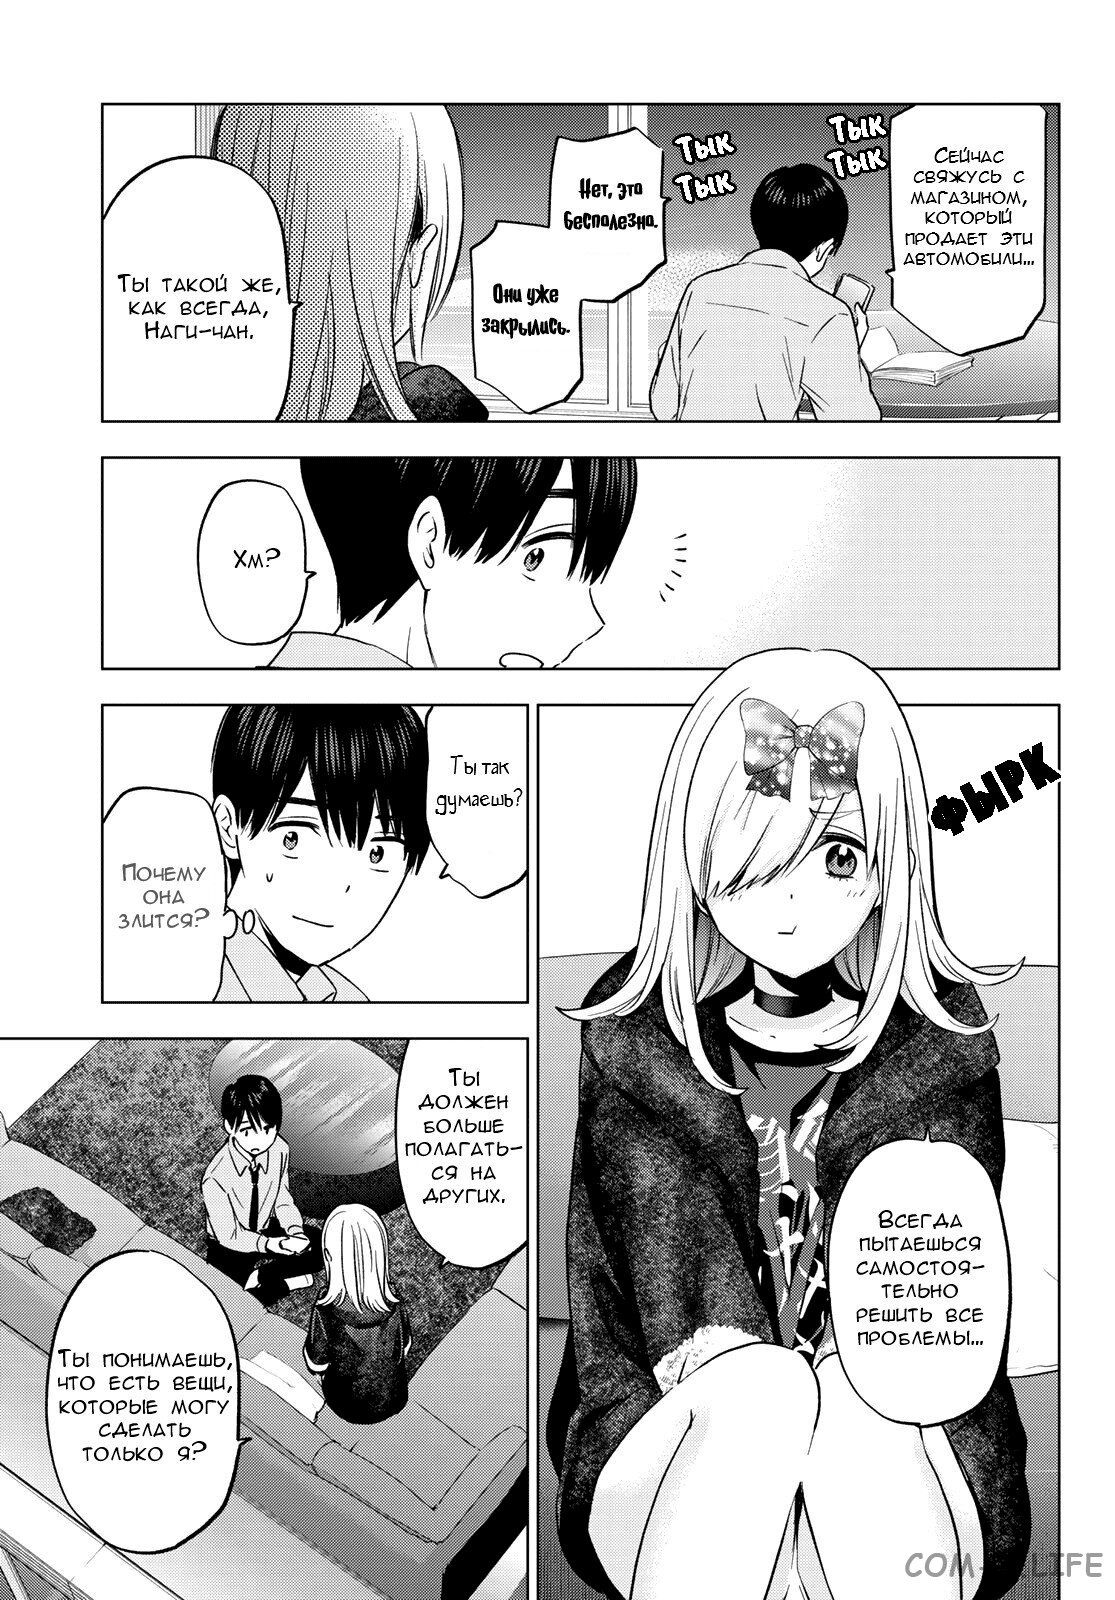 Сейчас
свяжусь с
магазином,
который
продает эти
автомобили...
Тык
Тык
Тык
Тык
Нет, это
бесполезно.
Они уже
закрылись.
Ты такой же,
как всегда,
Наги-чан.
Хм?
Фырк
Всегда
пытаешься
самостоя-
тельно
решить все
проблемы...
Ты так
думаешь?
Почему
она
злится?
Ты
должен
больше
полагать-
ся на
других.
Ты понимаешь,
что есть вещи,
которые могу
сделать
только я?